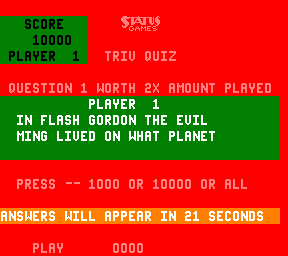 SCORE
10000
PLAYER 1
STATUS
GAMES
TRIV QUIZ
QUESTION 1 WORTH 2X AMOUNT PLAYED
PLAYER 1
IN FLASH GORDON THE EVIL
MING LIVED ON WHAT PLANET
PRESS -- 1000 OR 10000 OR ALL
ANSWERS WILL APPEAR IN 21 SECONDS
PLAY 0000